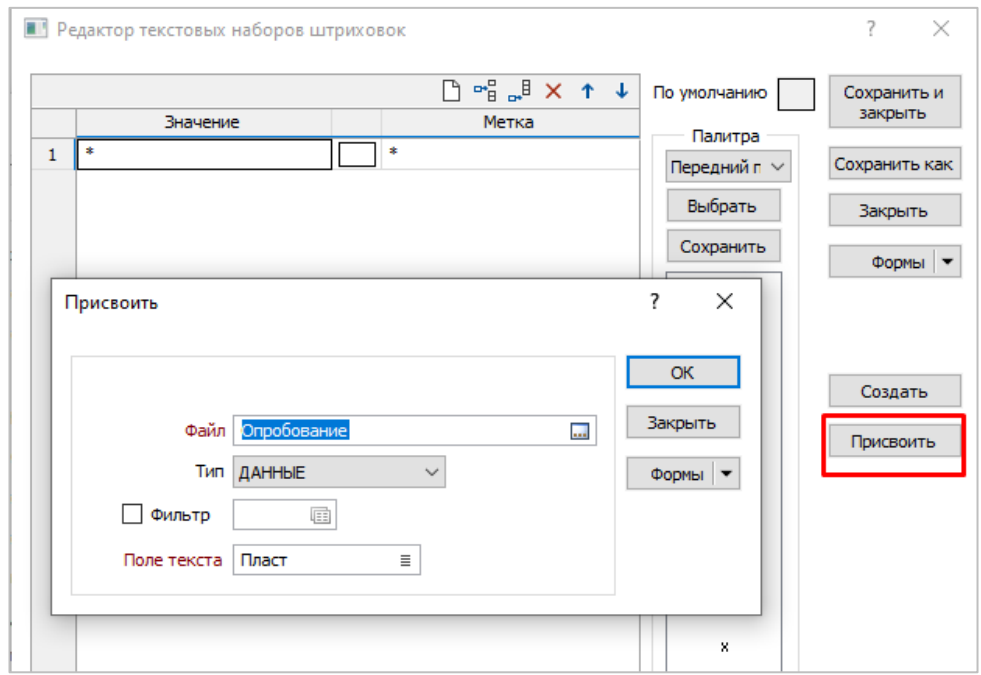 Редактор текстовых наборов штриховок ?
По умолчанию
Сохранить и
закрыть
Значение Метка
Палитра
1 * *
Передний п
Сохранить как
Выбрать
Закрыть
Сохранить
Формы
Присвоить ?
OK
Создать
Файл Опробование
Закрыть
Присвоить
Тип ДАННЫЕ
Формы
Фильтр
Поле текста Пласт
x